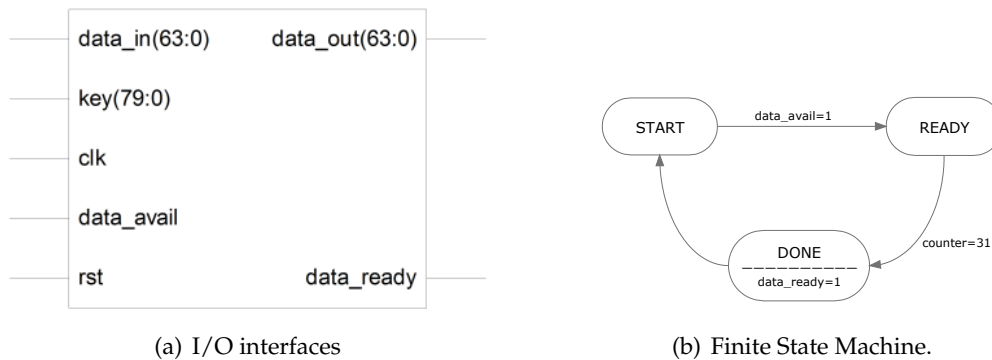 data_in(63:0) data_out(63:0)
key(79:0)
clk
data_avail
rst data_ready
(a) I/O interfaces
START data_avail=1 READY
counter=31
DONE
data_ready=1
(b) Finite State Machine.